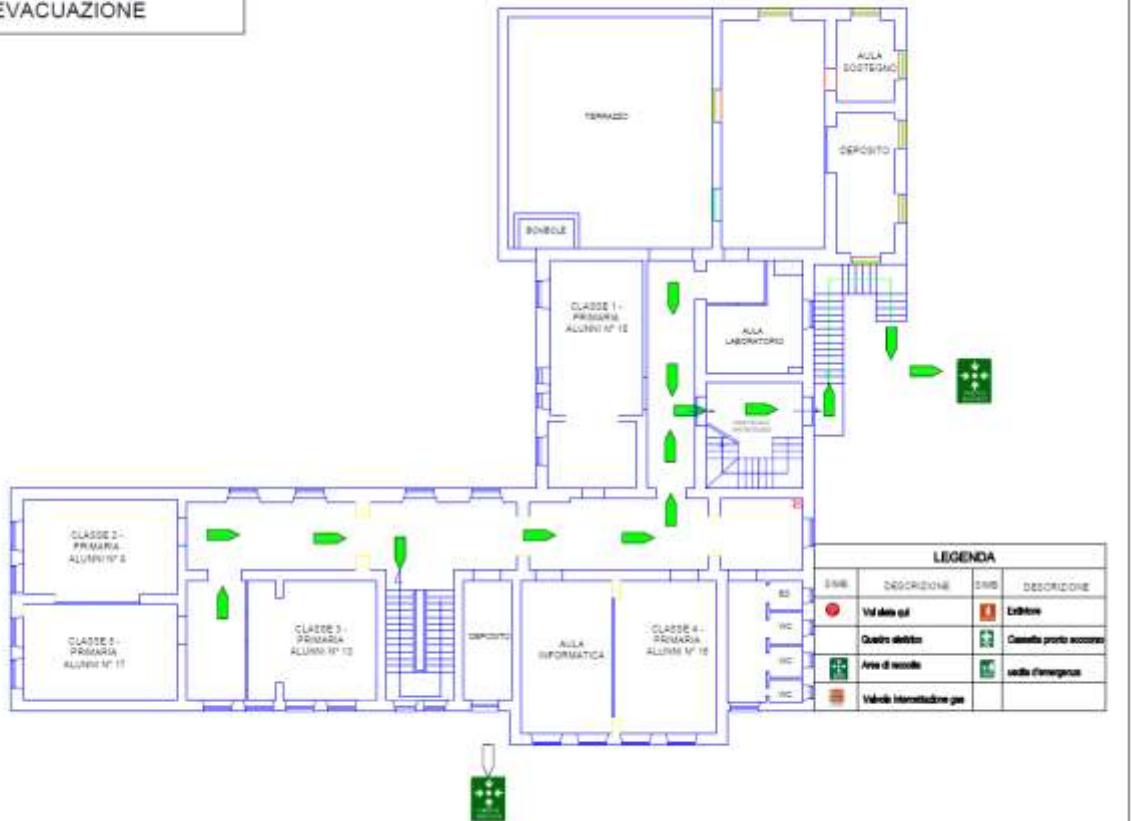 EVACUAZIONE
AULA
SOSTEGNO
TERRAZZO
DEPOSITO
BOMBOLE
CLASSE 1 -
PRIMARIA
ALUNNI N° 15
AULA
LABORATORIO
CLASSE 2 -
PRIMARIA
ALUNNI N°
CLASSE 5 -
PRIMARIA
ALUNNI N° 17
CLASSE 3 -
PRIMARIA
ALUNNI N° 13
DEPOSITO
AULA
INFORMATICA
CLASSE 4 -
PRIMARIA
ALUNNI N° 16
WC
WC
WC
LEGENDA
SIMB. DESCRIZIONE SIMB. DESCRIZIONE
Voi siete qui Estintore
Quadro elettrico Cassetta pronto soccorso
Area di raccolta uscita d'emergenza
Valvola intercettazione gas